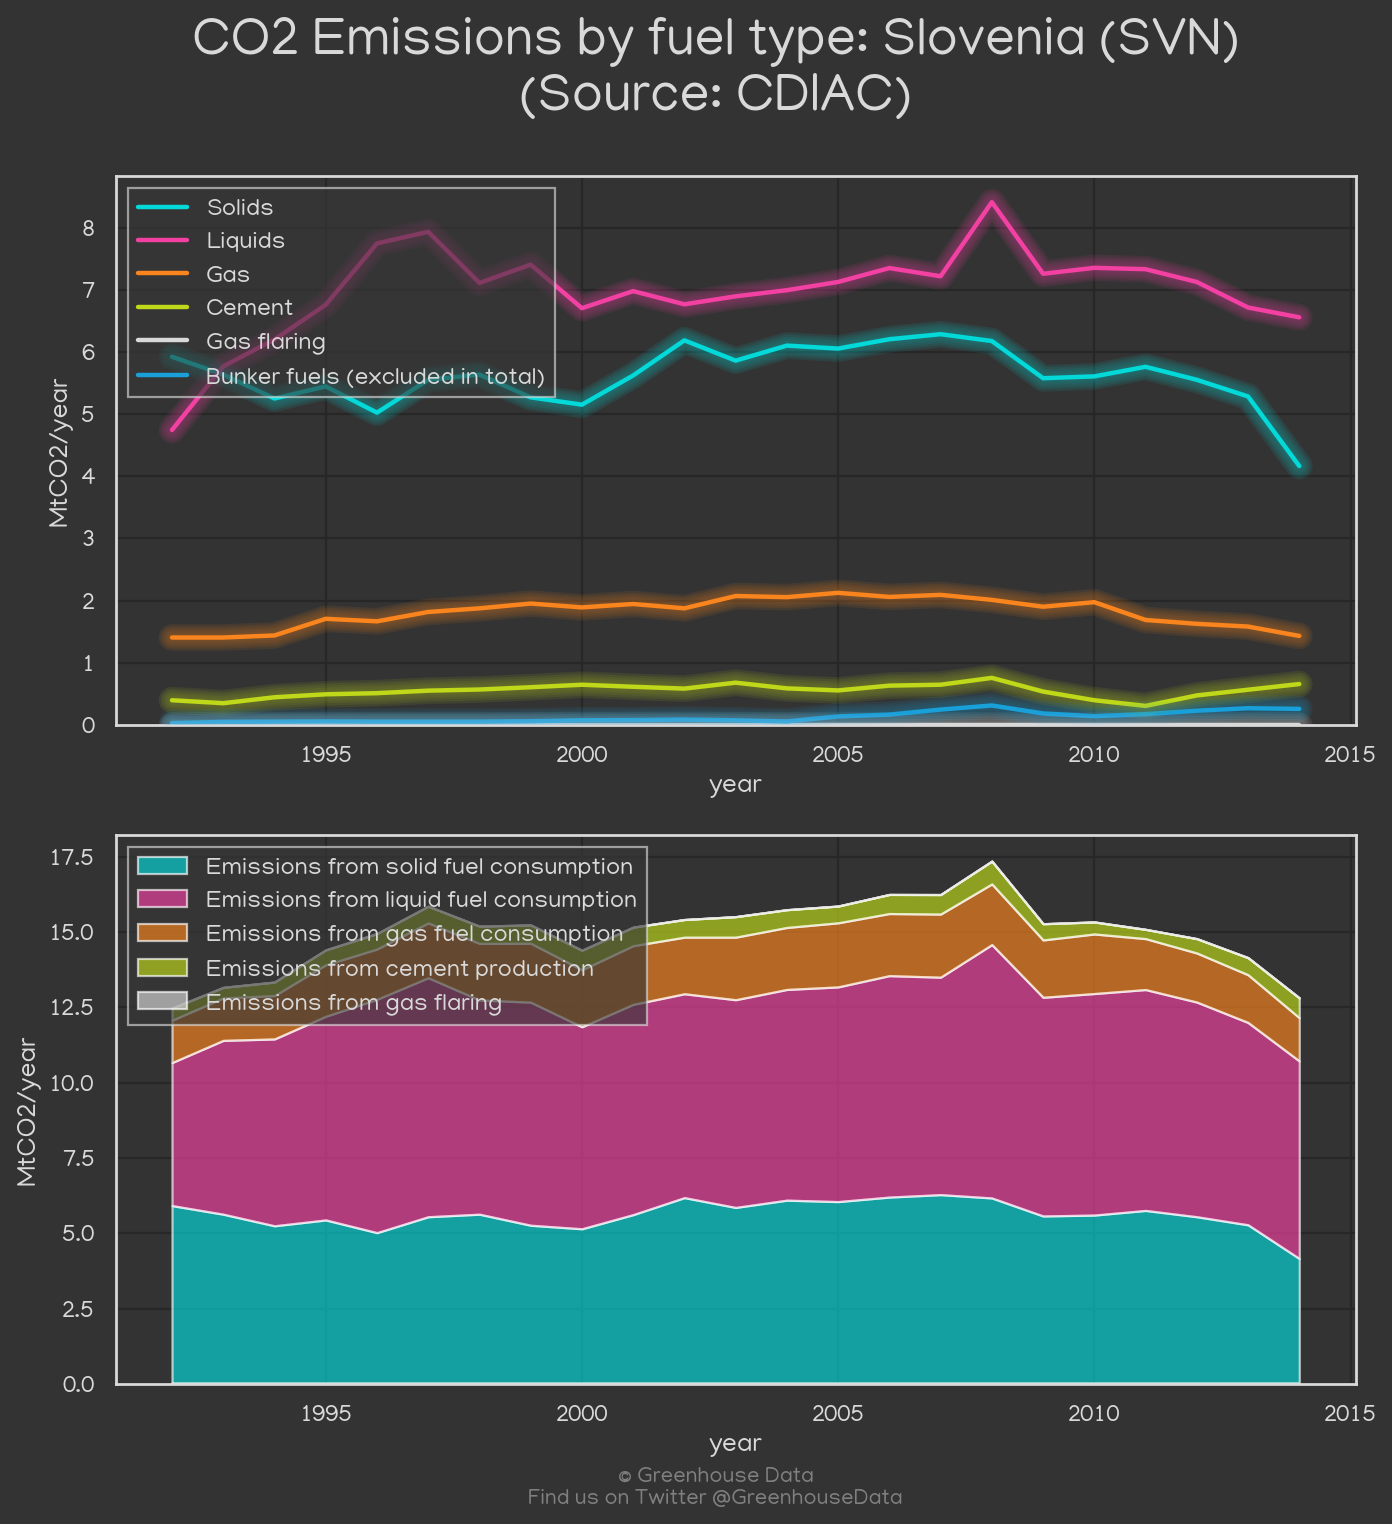 CO2 Emissions by fuel type: Slovenia (SVN)
(Source: CDIAC)
Solids
Liquids
Gas
Cement
Gas flaring
Bunker fuels (excluded in total)
MtCO2/year
8
7
6
5
4
3
2
1
0
1995
2000
2005
2010
2015
year
Emissions from solid fuel consumption
Emissions from liquid fuel consumption
Emissions from gas fuel consumption
Emissions from cement production
Emissions from gas flaring
MtCO2/year
17.5
15.0
12.5
10.0
7.5
5.0
2.5
0.0
1995
2000
2005
2010
2015
year
© Greenhouse Data
Find us on Twitter @GreenhouseData